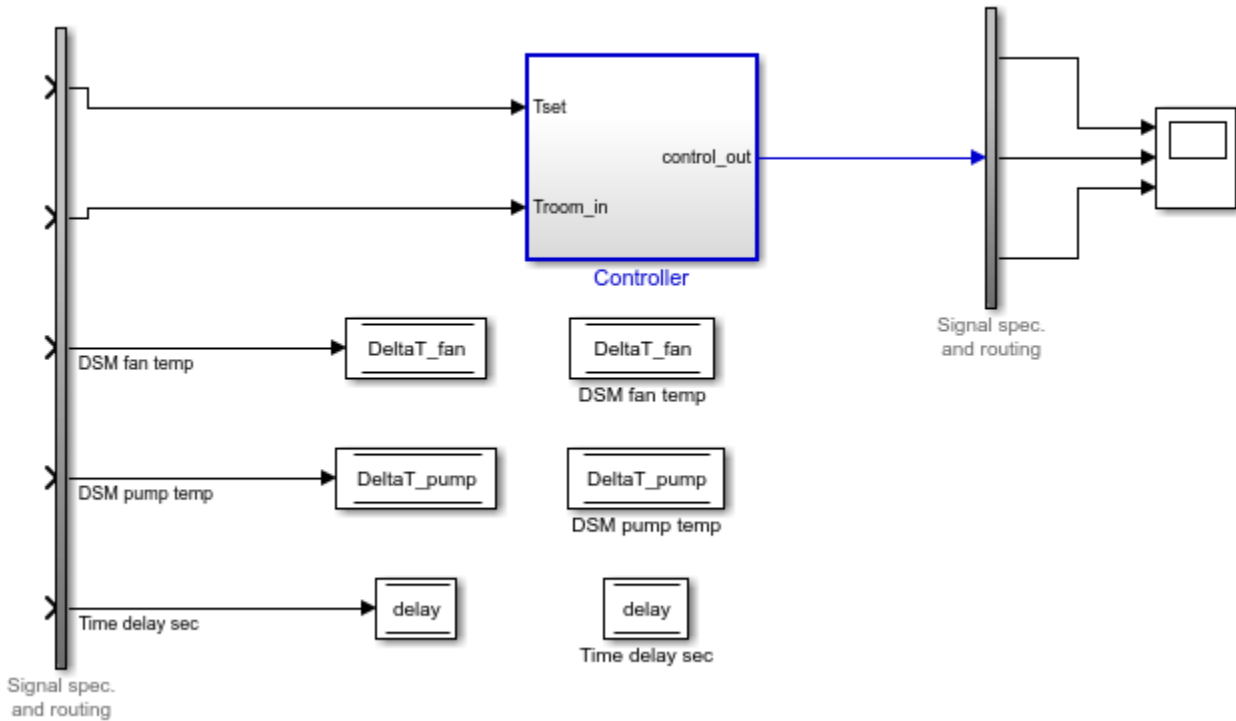 Tset
control_out
Troom_in
Controller
Signal spec.
and routing
DSM fan temp
DeltaT_fan
DeltaT_fan
DSM fan temp
DSM pump temp
DeltaT_pump
DeltaT_pump
DSM pump temp
Time delay sec
delay
delay
Time delay sec
Signal spec.
and routing